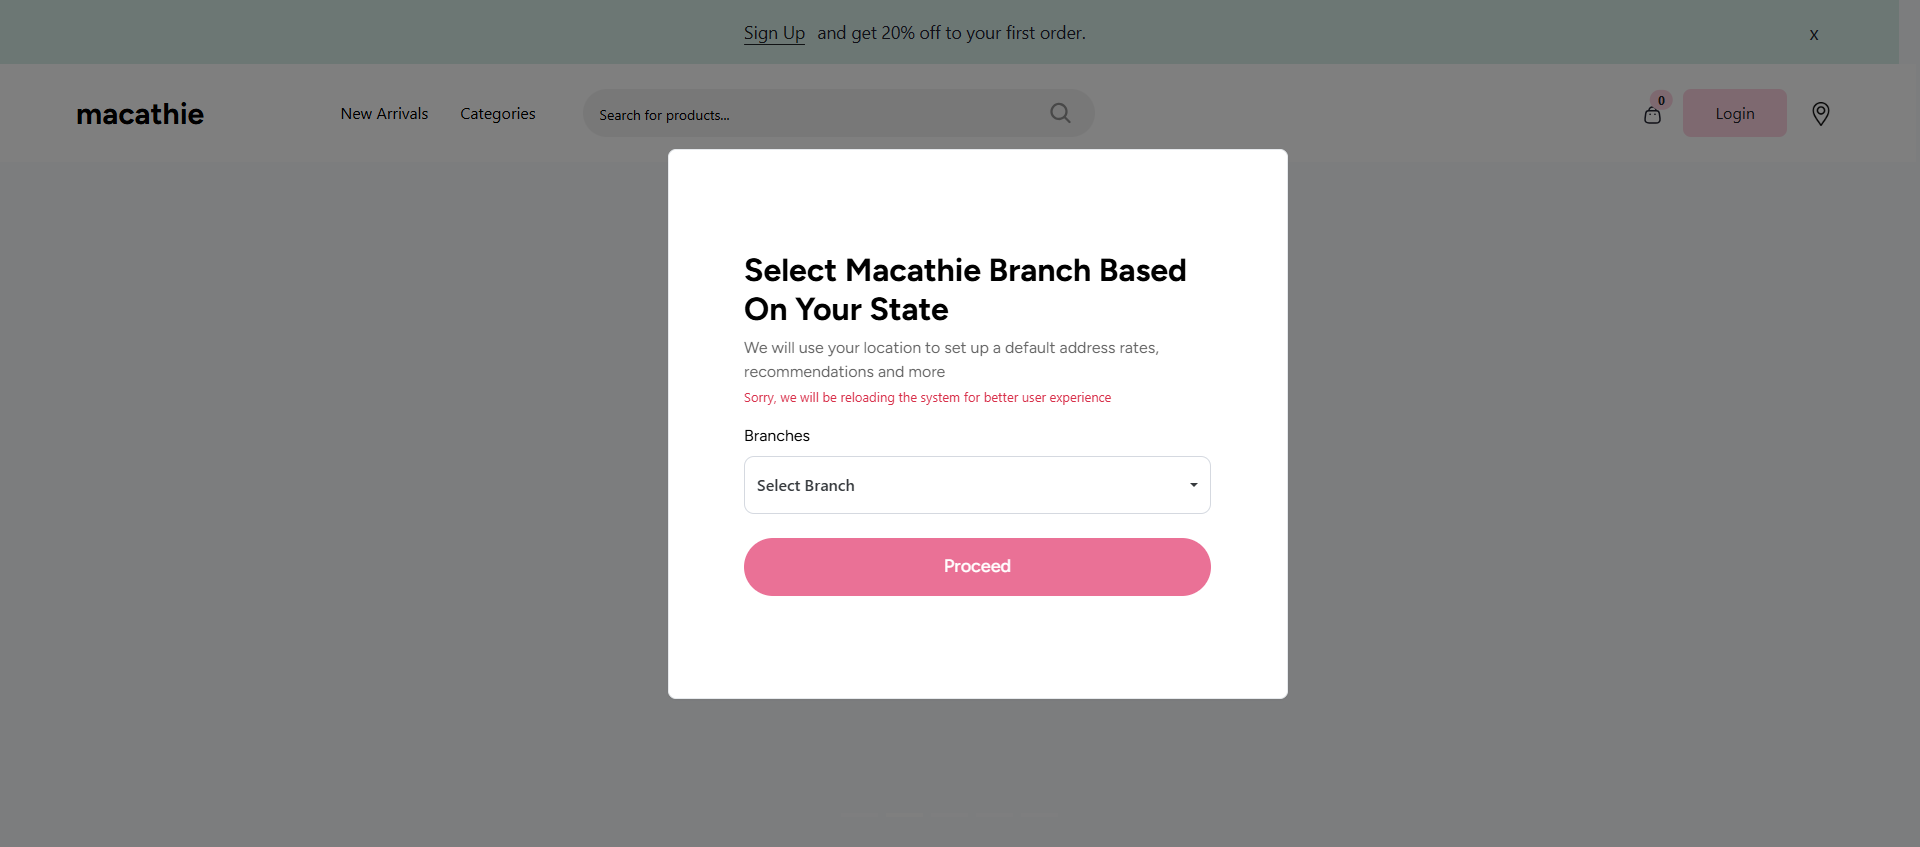 Sign Up and get 20% off to your first order.
x
macathie
New Arrivals
Categories
Search for products...
0
Login
Select Macathie Branch Based
On Your State
We will use your location to set up a default address rates,
recommendations and more
Sorry, we will be reloading the system for better user experience
Branches
Select Branch
Proceed